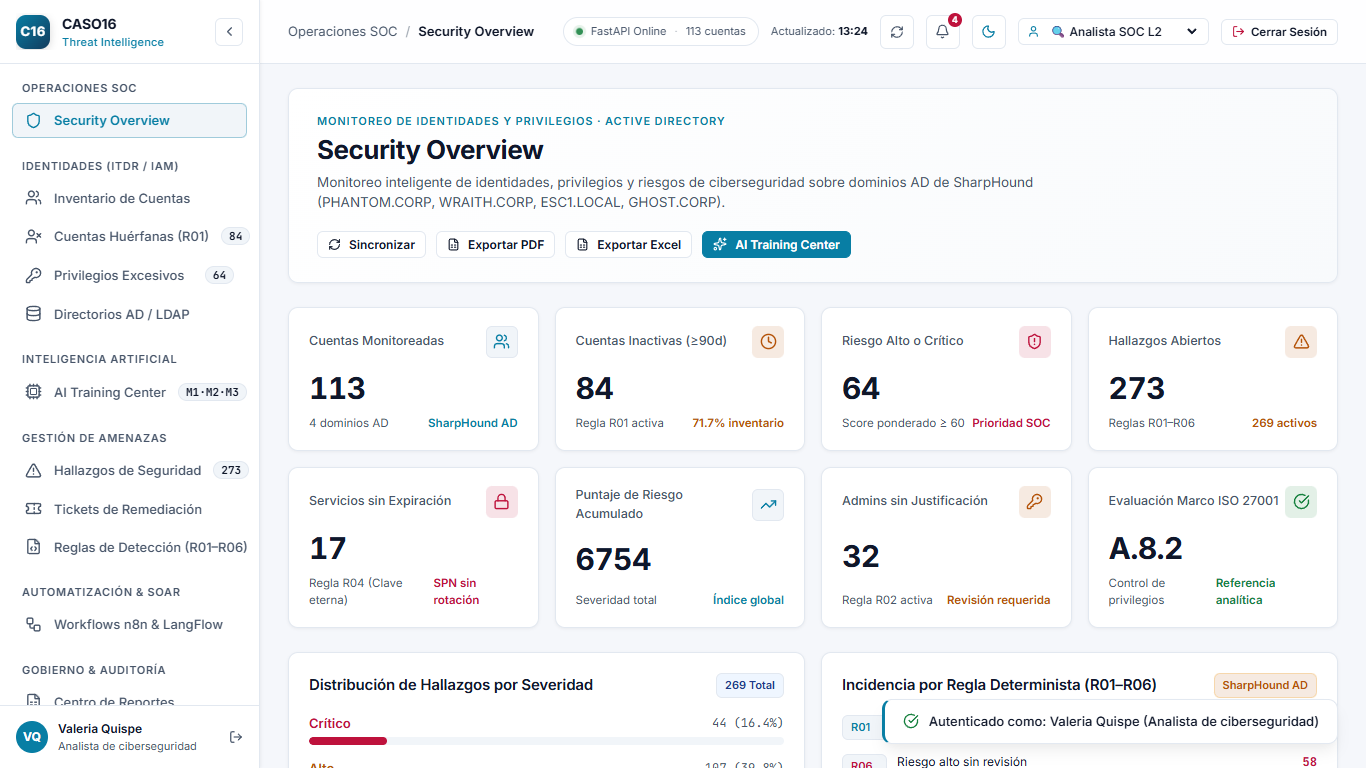 C16
CASO16
Threat Intelligence
OPERACIONES SOC
Security Overview
IDENTIDADES (ITDR / IAM)
Inventario de Cuentas
Cuentas Huérfanas (R01) 84
Privilegios Excesivos 64
Directorios AD / LDAP
INTELIGENCIA ARTIFICIAL
AI Training Center M1·M2·M3
GESTIÓN DE AMENAZAS
Hallazgos de Seguridad 273
Tickets de Remediación
Reglas de Detección (R01–R06)
AUTOMATIZACIÓN & SOAR
Workflows n8n & LangFlow
GOBIERNO & AUDITORÍA
Centro de Reportes
VQ
Valeria Quispe
Analista de ciberseguridad
Operaciones SOC / Security Overview
FastAPI Online · 113 cuentas
Actualizado: 13:24
4
Analista SOC L2
Cerrar Sesión
MONITOREO DE IDENTIDADES Y PRIVILEGIOS · ACTIVE DIRECTORY
Security Overview
Monitoreo inteligente de identidades, privilegios y riesgos de ciberseguridad sobre dominios AD de SharpHound
(PHANTOM.CORP, WRAITH.CORP, ESC1.LOCAL, GHOST.CORP).
Sincronizar
Exportar PDF
Exportar Excel
AI Training Center
Cuentas Monitoreadas
113
4 dominios AD SharpHound AD
Cuentas Inactivas (≥90d)
84
Regla R01 activa 71.7% inventario
Riesgo Alto o Crítico
64
Score ponderado ≥ 60 Prioridad SOC
Hallazgos Abiertos
273
Reglas R01–R06 269 activos
Servicios sin Expiración
17
Regla R04 (Clave
eterna)
SPN sin
rotación
Puntaje de Riesgo
Acumulado
6754
Severidad total Índice global
Admins sin Justificación
32
Regla R02 activa Revisión requerida
Evaluación Marco ISO 27001
A.8.2
Control de
privilegios
Referencia
analítica
Distribución de Hallazgos por Severidad 269 Total
Crítico 44 (16.4%)
Alto 107 (39.8%)
Incidencia por Regla Determinista (R01–R06) SharpHound AD
R01
Autenticado como: Valeria Quispe (Analista de ciberseguridad)
R06 Riesgo alto sin revisión 58